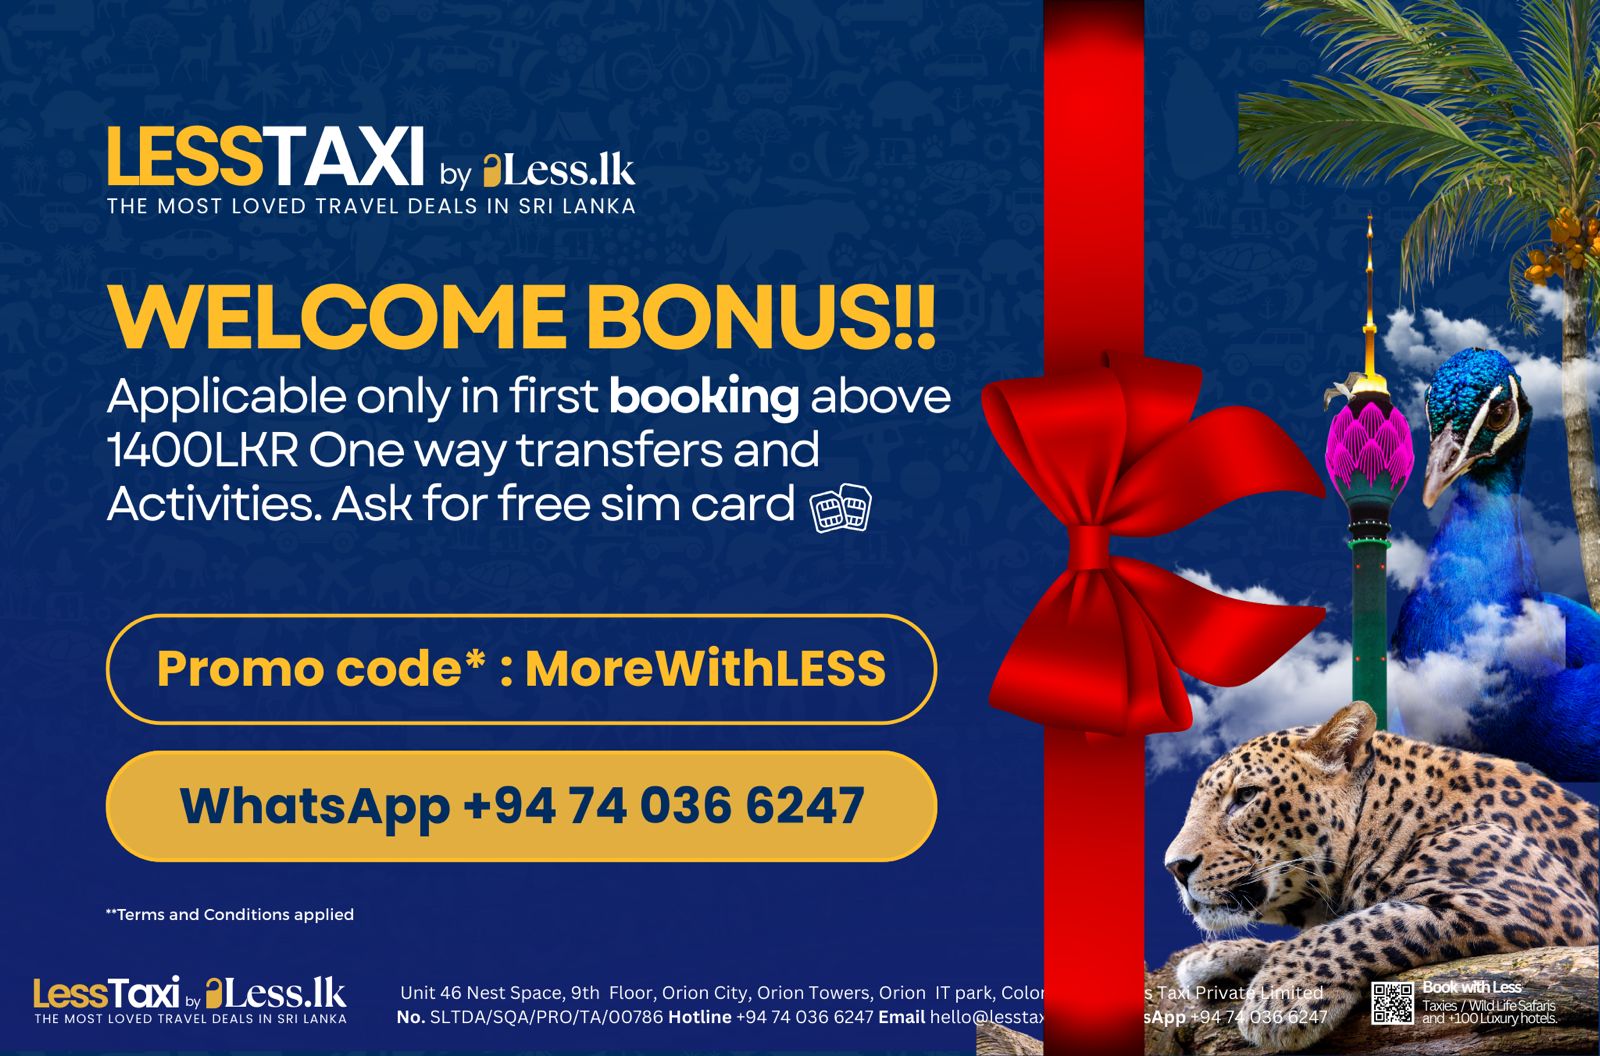 LESSTAXI by Less.lk
THE MOST LOVED TRAVEL DEALS IN SRI LANKA
WELCOME BONUS!!
Applicable only in first booking above
1400LKR One way transfers and
Activities. Ask for free sim card
Promo code* : MoreWithLESS
WhatsApp +94 74 036 6247
**Terms and Conditions applied
LessTaxi by Less.lk
THE MOST LOVED TRAVEL DEALS IN SRI LANKA
Unit 46 Nest Space, 9th Floor, Orion City, Orion Towers, Orion IT park, Taxi Private Limited
No. SLTDA/SQA/PRO/TA/00786 Hotline +94 74 036 6247 Email +94 74 036 6247
Book with Less
Taxies / Wild Life Safaris
and +100 Luxury hotels.